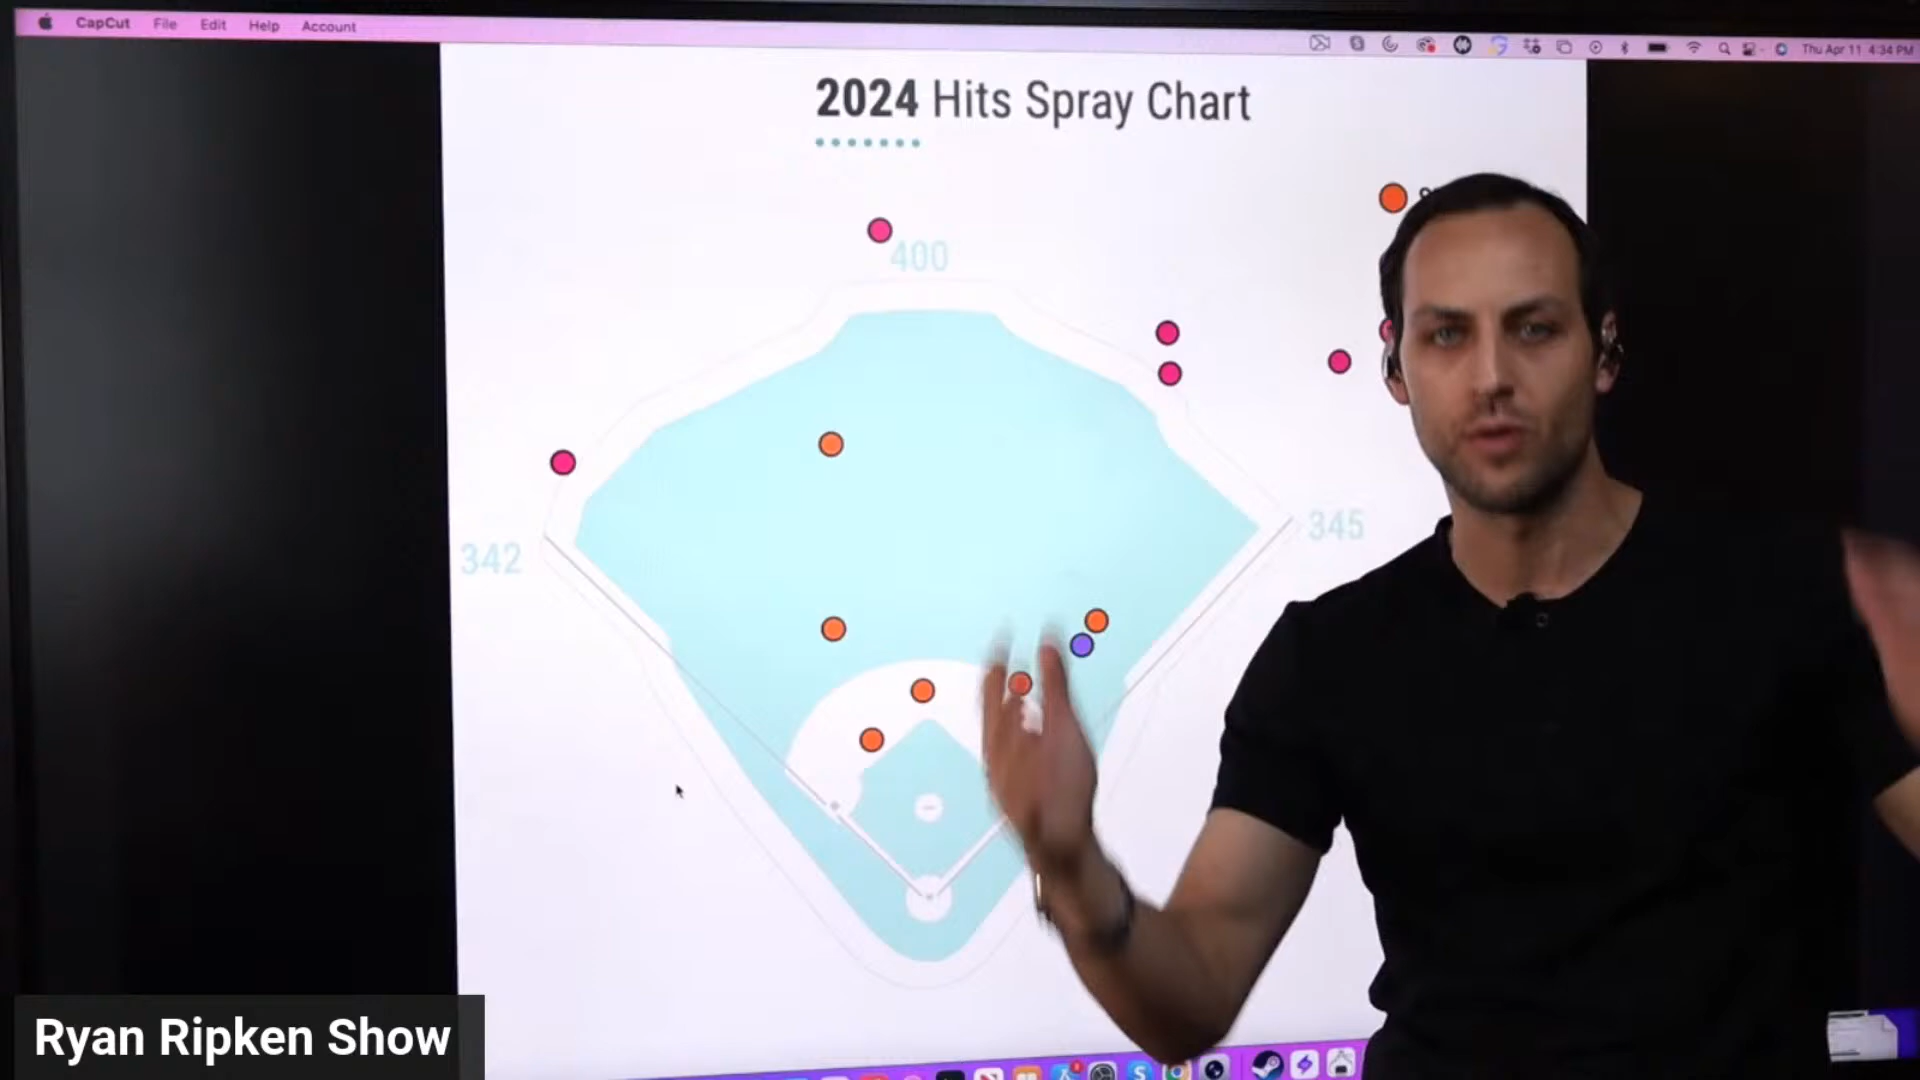 CapCut File Edit Help Account
Thu Apr 11 4:34 PM
2024 Hits Spray Chart
400
342
345
Ryan Ripken Show